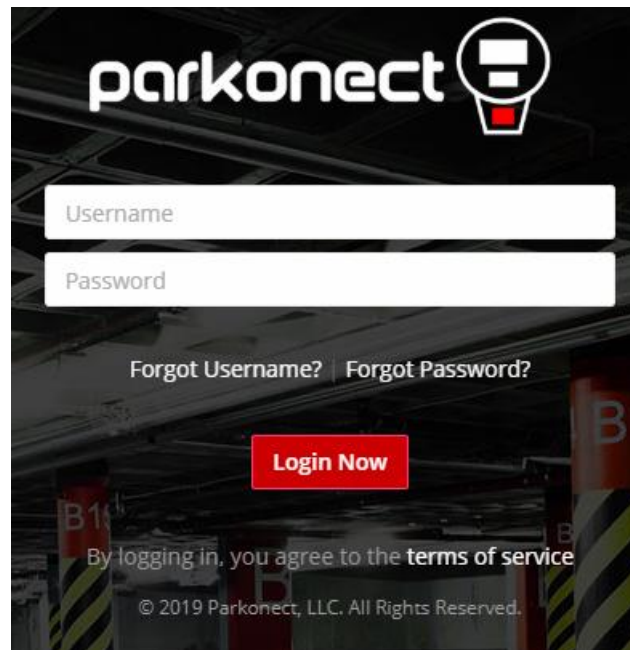 parkonect
Username
Password
Forgot Username? | Forgot Password?
B
Login Now
B19
By logging in, you agree to the terms of service
B
B
© 2019 Parkonect, LLC. All Rights Reserved.